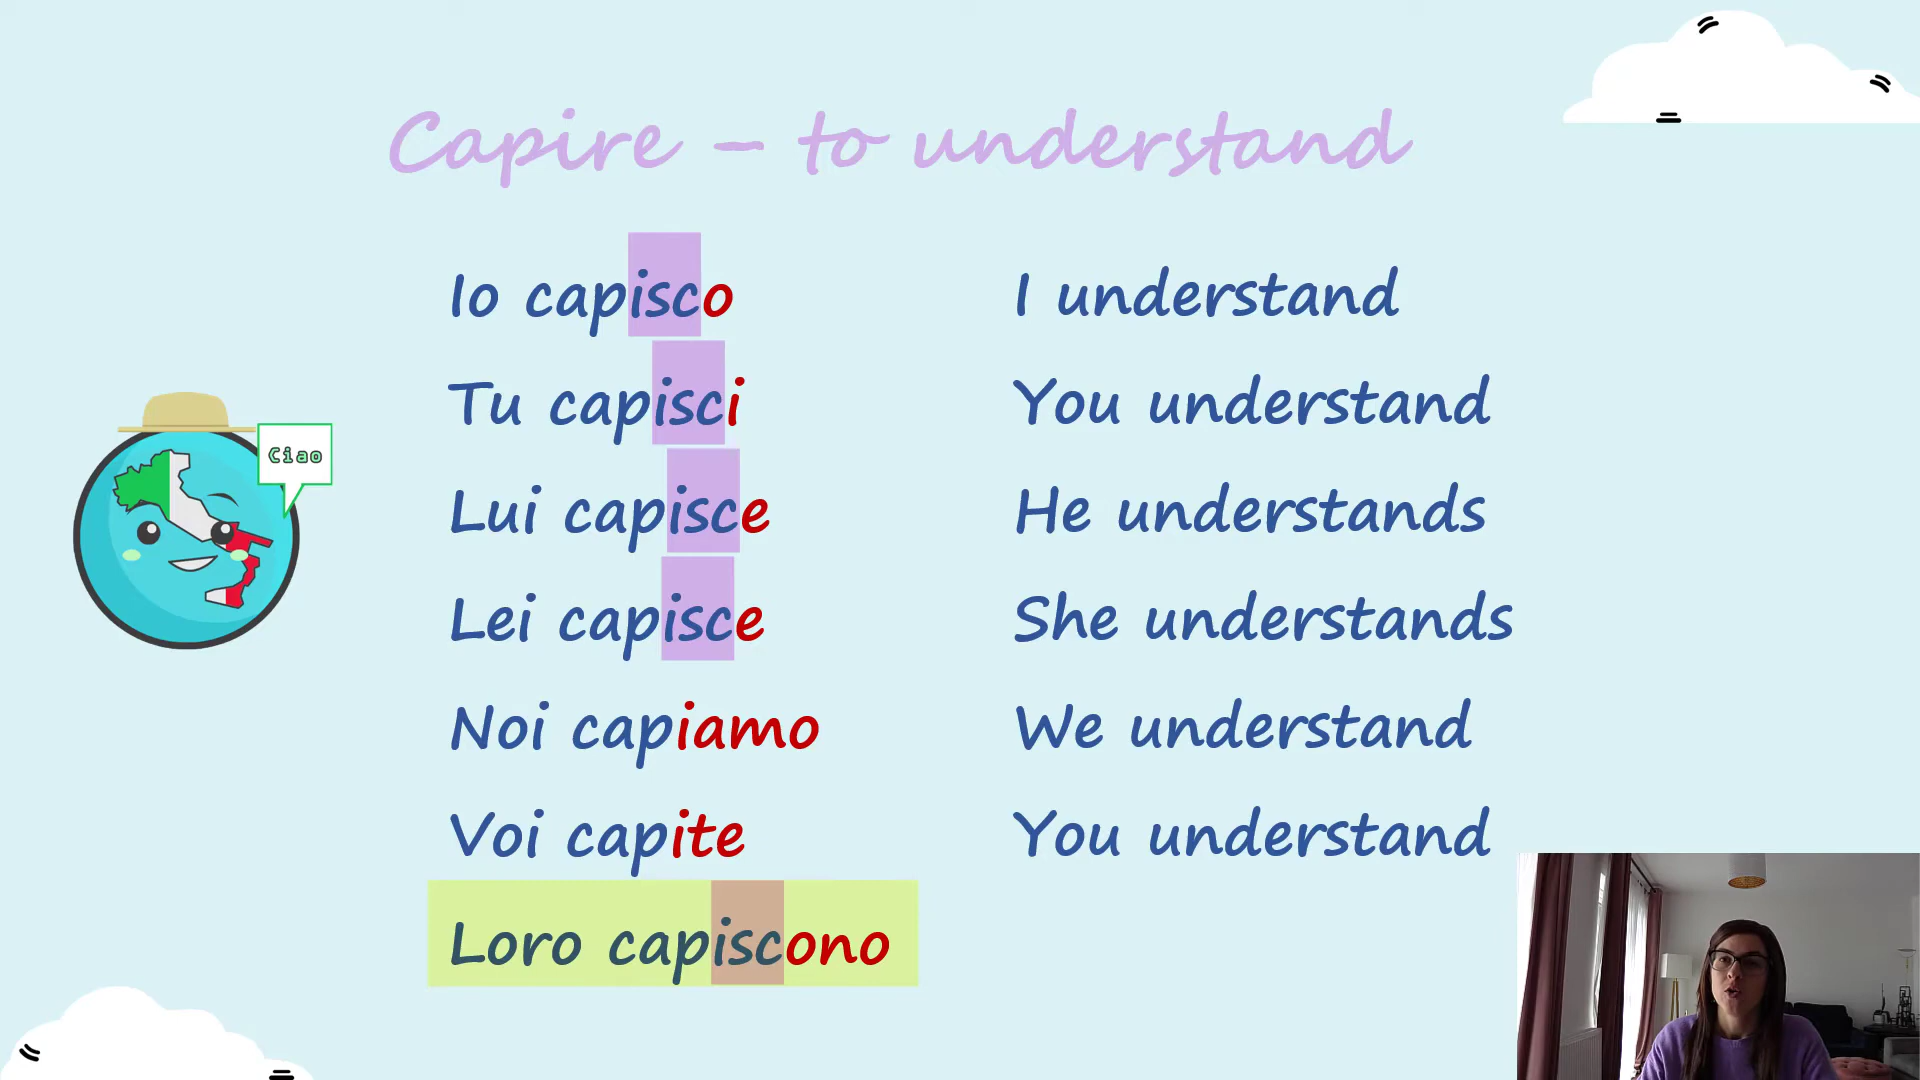 Capire – to understand
Io capisco I understand
Tu capisci You understand
Ciao
Lui capisce He understands
Lei capisce She understands
Noi capiamo We understand
Voi capite You understand
Loro capiscono